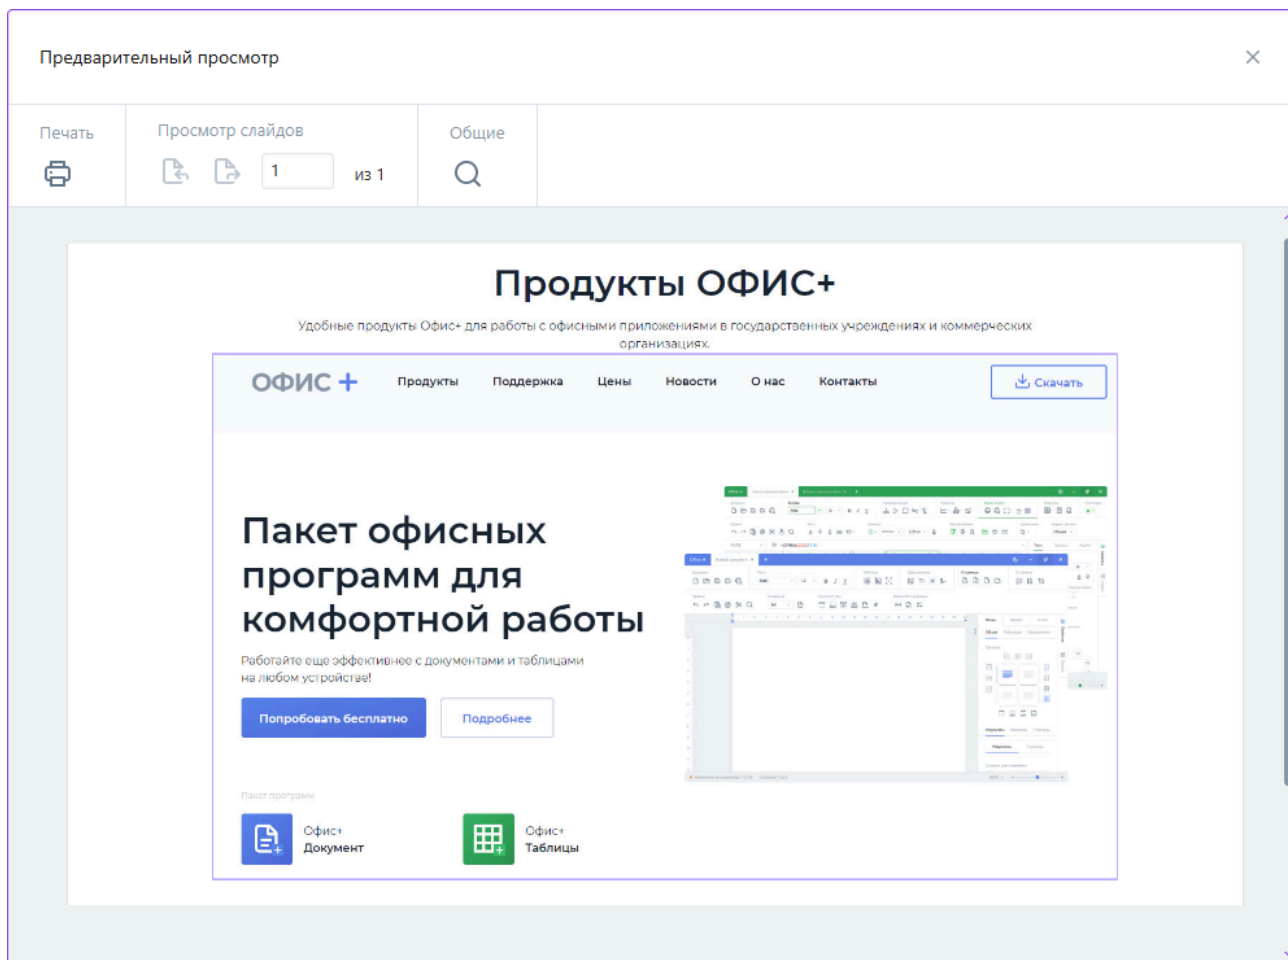 Предварительный просмотр
Печать
Просмотр слайдов
Общие
1
из 1
Продукты ОФИС+
Удобные продукты Офис+ для работы с офисными приложениями в государственных учреждениях и коммерческих
организациях.
ОФИС +
Продукты
Поддержка
Цены
Новости
О нас
Контакты
Скачать
Пакет офисных
программ для
комфортной работы
Работайте еще эффективнее с документами и таблицами
на любом устройстве!
Попробовать бесплатно
Подробнее
Пакет программ
Офис+
Документ
Офис+
Таблицы